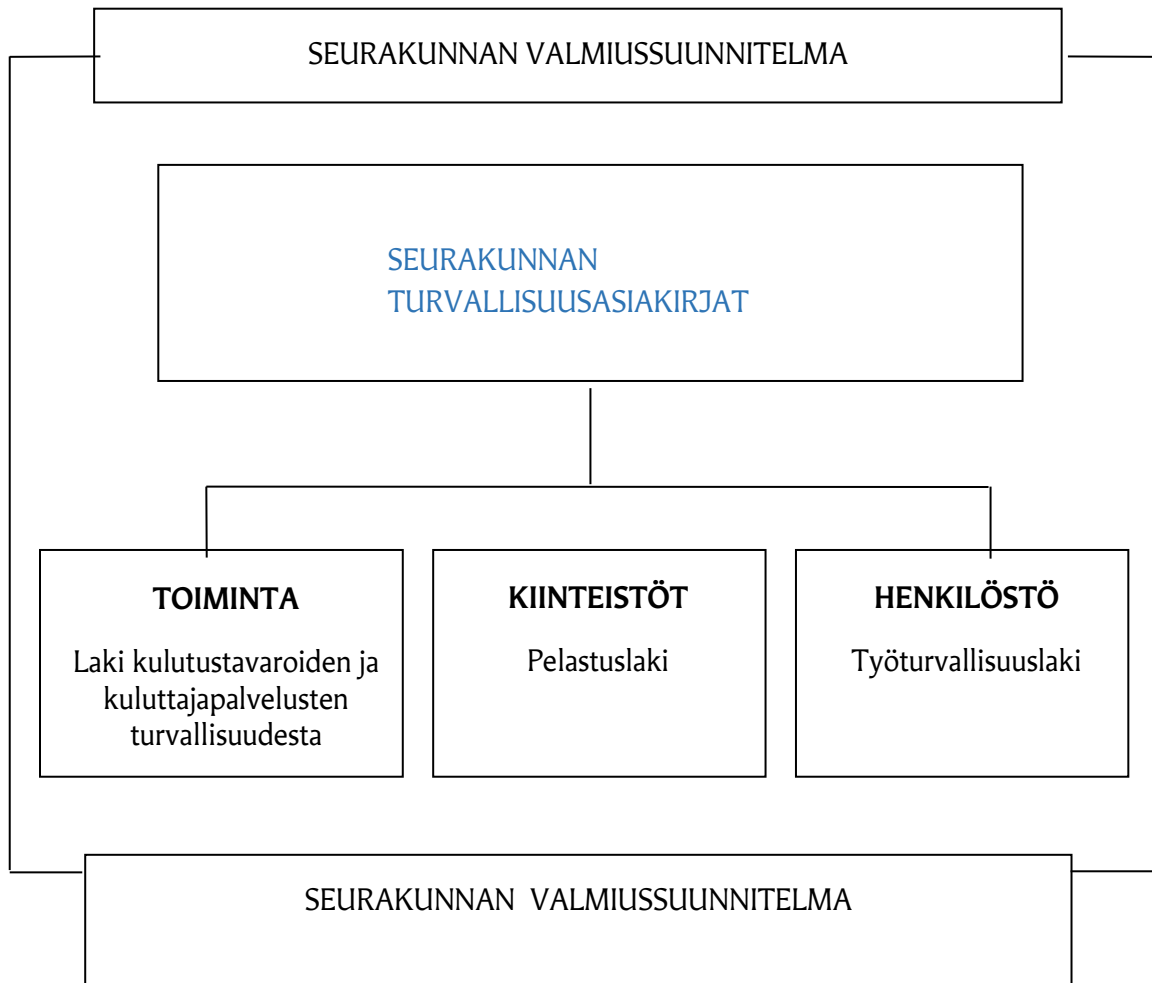 SEURAKUNNAN VALMIUSSUUNNITELMA
SEURAKUNNAN
TURVALLISUUSASIAKIRJAT
TOIMINTA
Laki kulutustavaroiden ja
kuluttajapalvelusten
turvallisuudesta
KIINTEISTÖT
Pelastuslaki
HENKILÖSTÖ
Työturvallisuuslaki
SEURAKUNNAN VALMIUSSUUNNITELMA